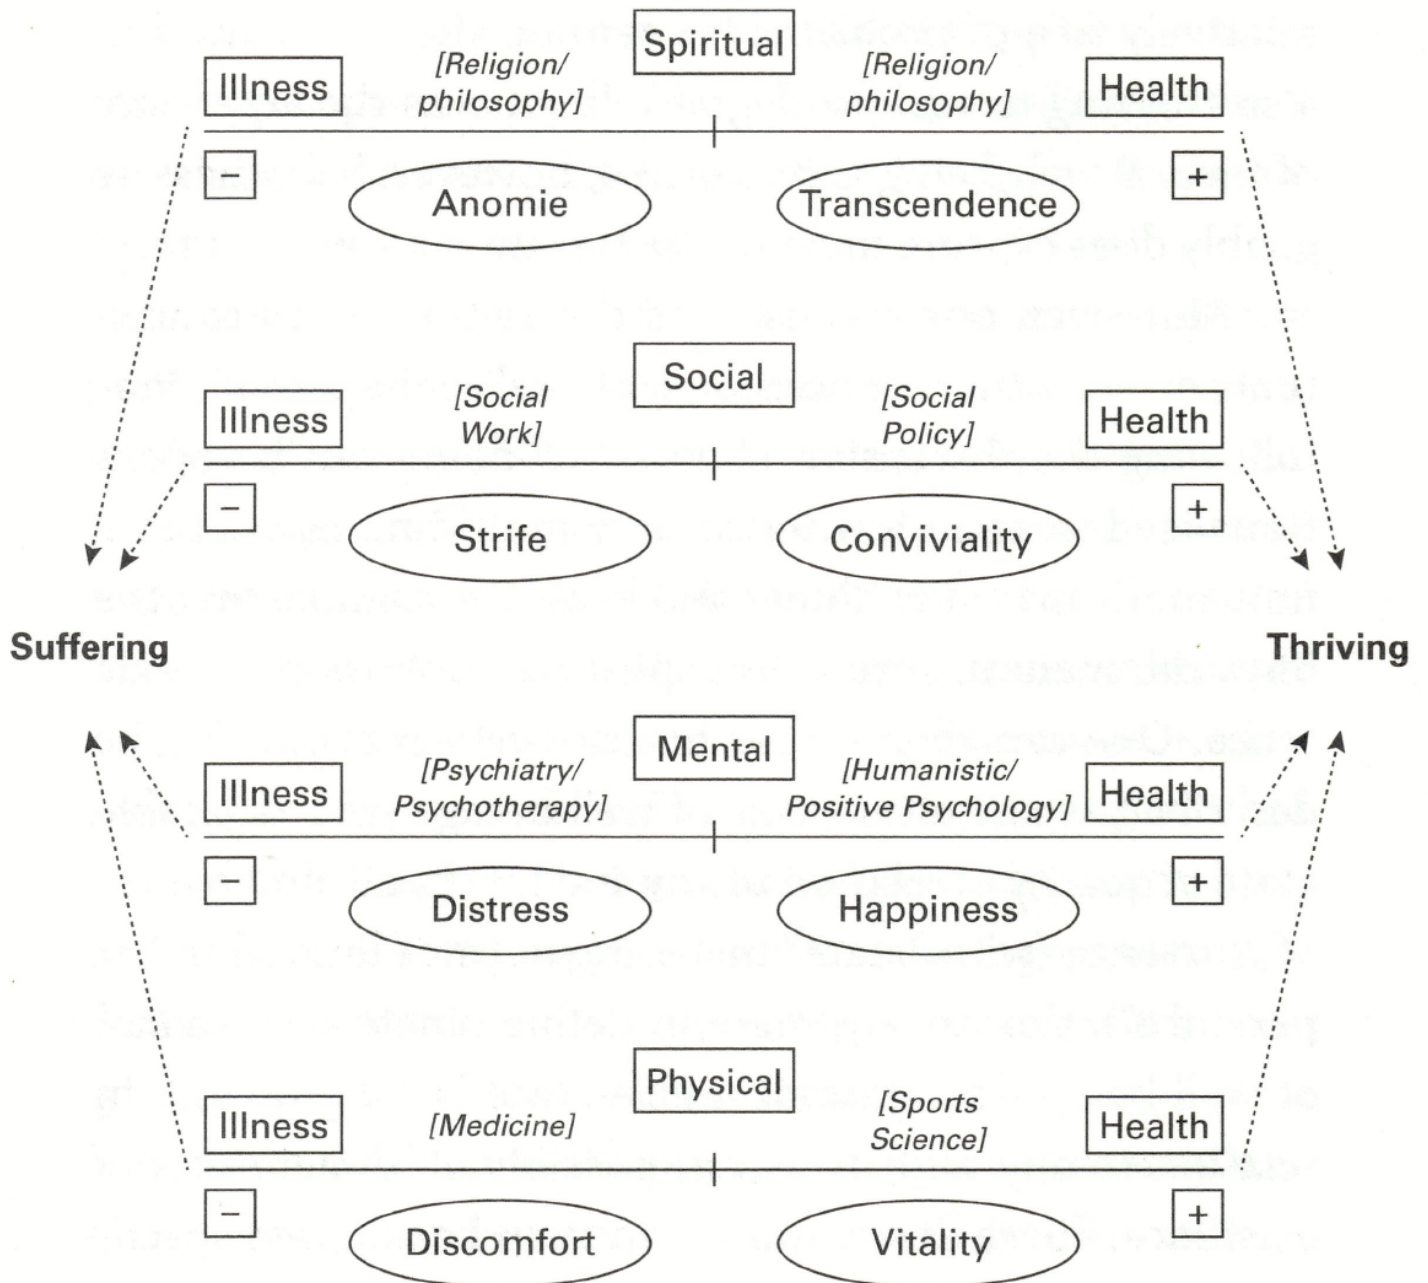 Spiritual
Illness
[Religion/
philosophy]
[Religion/
philosophy]
Health
−
Anomie
Transcendence
+
Social
Illness
[Social
Work]
[Social
Policy]
Health
−
Strife
Conviviality
+
Suffering
Thriving
Mental
Illness
[Psychiatry/
Psychotherapy]
[Humanistic/
Positive Psychology]
Health
−
Distress
Happiness
+
Physical
Illness
[Medicine]
[Sports
Science]
Health
−
Discomfort
Vitality
+